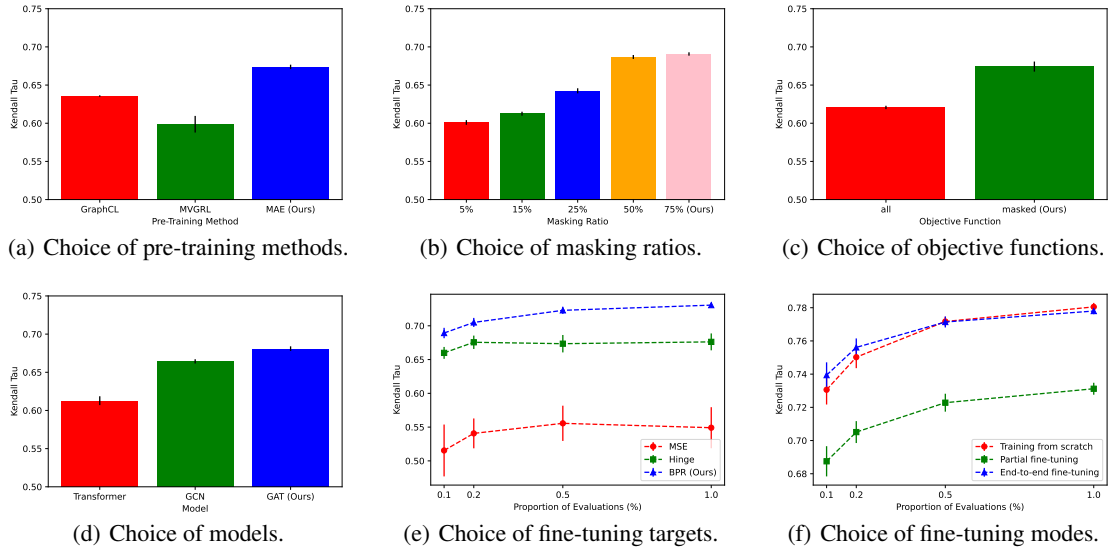 0.75
0.70
0.65
0.60
0.55
0.50
Kendall Tau
GraphCL MVGRL MAE (Ours)
Pre-Training Method
(a) Choice of pre-training methods.
0.75
0.70
0.65
0.60
0.55
0.50
Kendall Tau
5% 15% 25% 50% 75% (Ours)
Masking Ratio
(b) Choice of masking ratios.
0.75
0.70
0.65
0.60
0.55
0.50
Kendall Tau
all masked (Ours)
Objective Function
(c) Choice of objective functions.
0.75
0.70
0.65
0.60
0.55
0.50
Kendall Tau
Transformer GCN GAT (Ours)
Model
(d) Choice of models.
0.70
0.65
0.60
0.55
0.50
Kendall Tau
MSE
Hinge
BPR (Ours)
0.1 0.2 0.5 1.0
Proportion of Evaluations (%)
(e) Choice of fine-tuning targets.
0.78
0.76
0.74
0.72
0.70
0.68
Kendall Tau
Training from scratch
Partial fine-tuning
End-to-end fine-tuning
0.1 0.2 0.5 1.0
Proportion of Evaluations (%)
(f) Choice of fine-tuning modes.